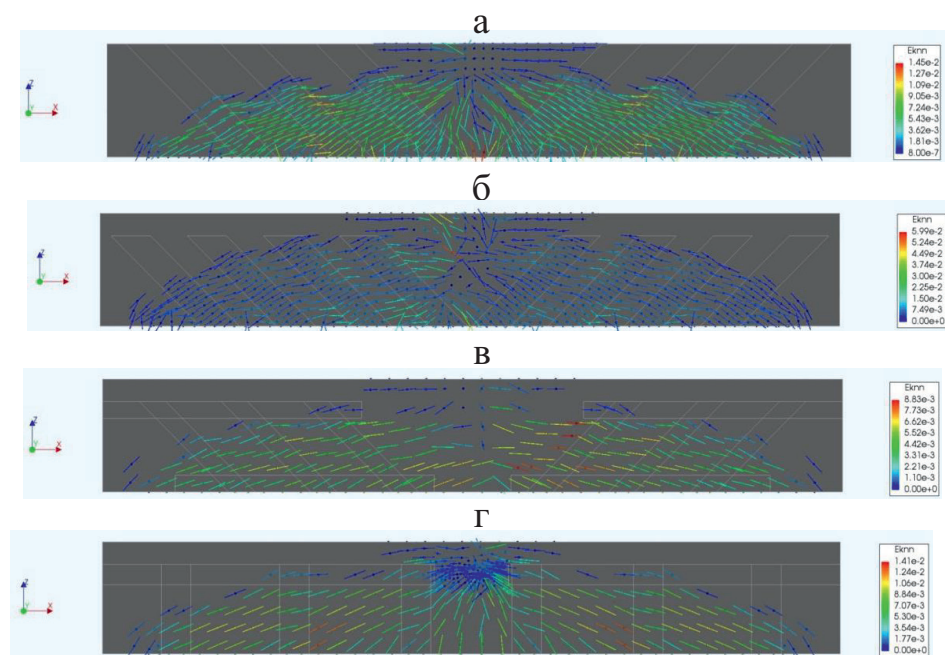 а
Z
Y
X
Eknn
1.45e-2
1.27e-2
1.09e-2
9.05e-3
7.24e-3
5.43e-3
3.62e-3
1.81e-3
8.00e-7
б
Z
Y
X
Eknn
5.99e-2
5.24e-2
4.49e-2
3.74e-2
3.00e-2
2.25e-2
1.50e-2
7.49e-3
0.00e+0
в
Z
Y
X
Eknn
8.83e-3
7.73e-3
6.62e-3
5.52e-3
4.42e-3
3.31e-3
2.21e-3
1.10e-3
0.00e+0
г
Z
Y
X
Eknn
1.41e-2
1.24e-2
1.06e-2
8.84e-3
7.07e-3
5.30e-3
3.54e-3
1.77e-3
0.00e+0